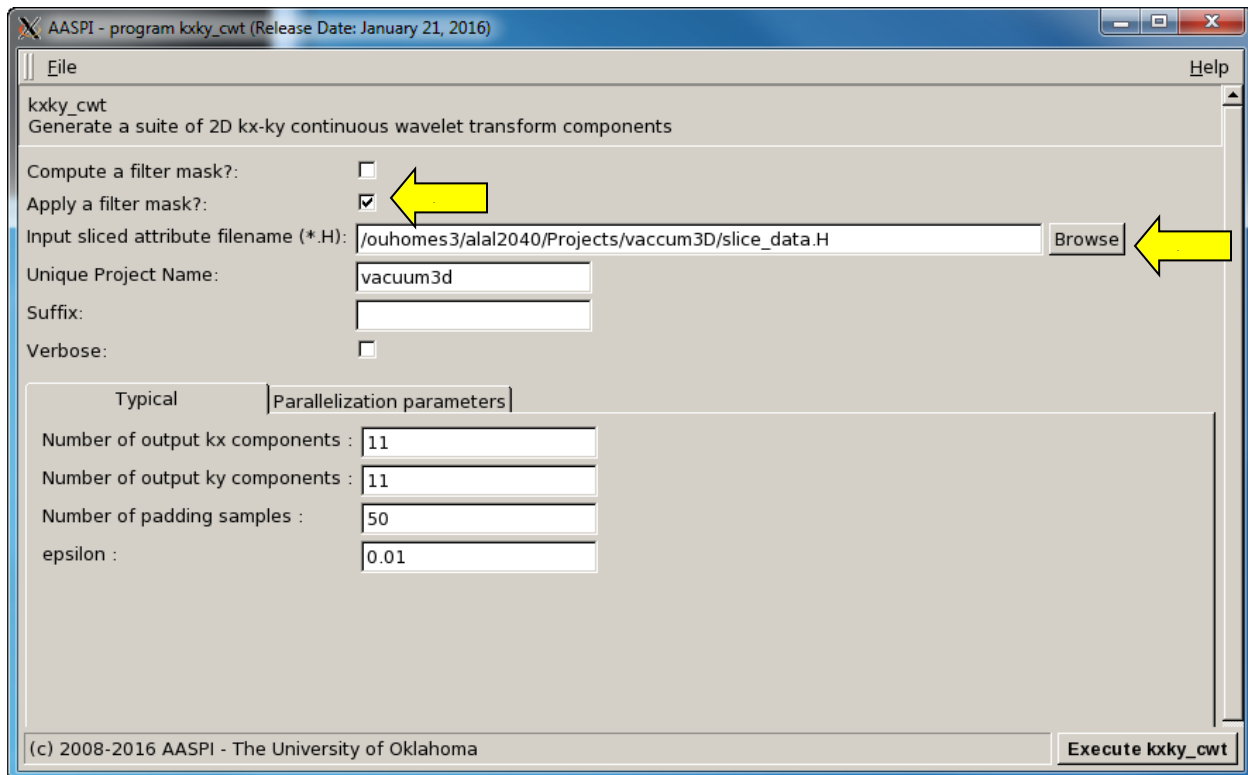 AASPI - program kxky_cwt (Release Date: January 21, 2016)
File Help
kxky_cwt
Generate a suite of 2D kx-ky continuous wavelet transform components
Compute a filter mask?:
Apply a filter mask?:
Input sliced attribute filename (*.H): /ouhomes3/alal2040/Projects/vaccum3D/slice_data.H Browse
Unique Project Name: vacuum3d
Suffix:
Verbose:
Typical Parallelization parameters
Number of output kx components : 11
Number of output ky components : 11
Number of padding samples : 50
epsilon : 0.01
(c) 2008-2016 AASPI - The University of Oklahoma Execute kxky_cwt